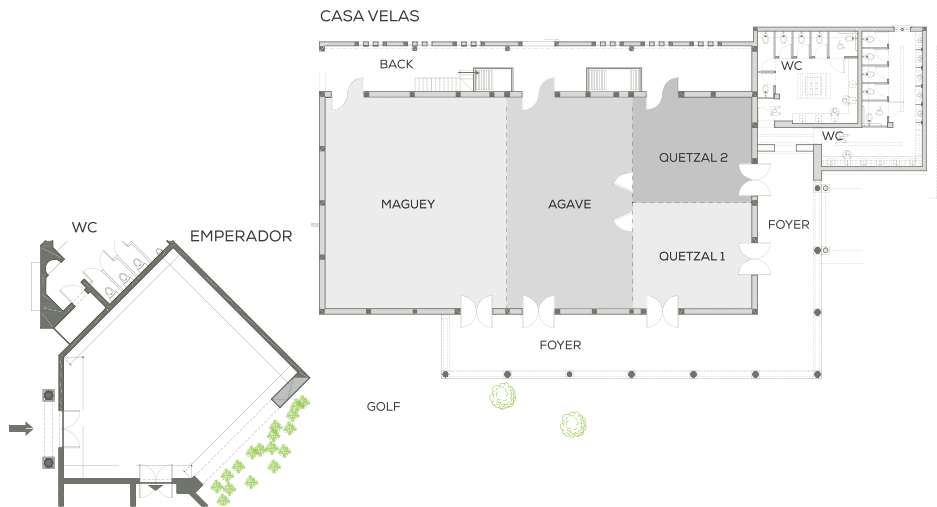 CASA VELAS
BACK
WC
WC
QUETZAL 2
MAGUEY
AGAVE
FOYER
WC
EMPERADOR
QUETZAL 1
FOYER
GOLF